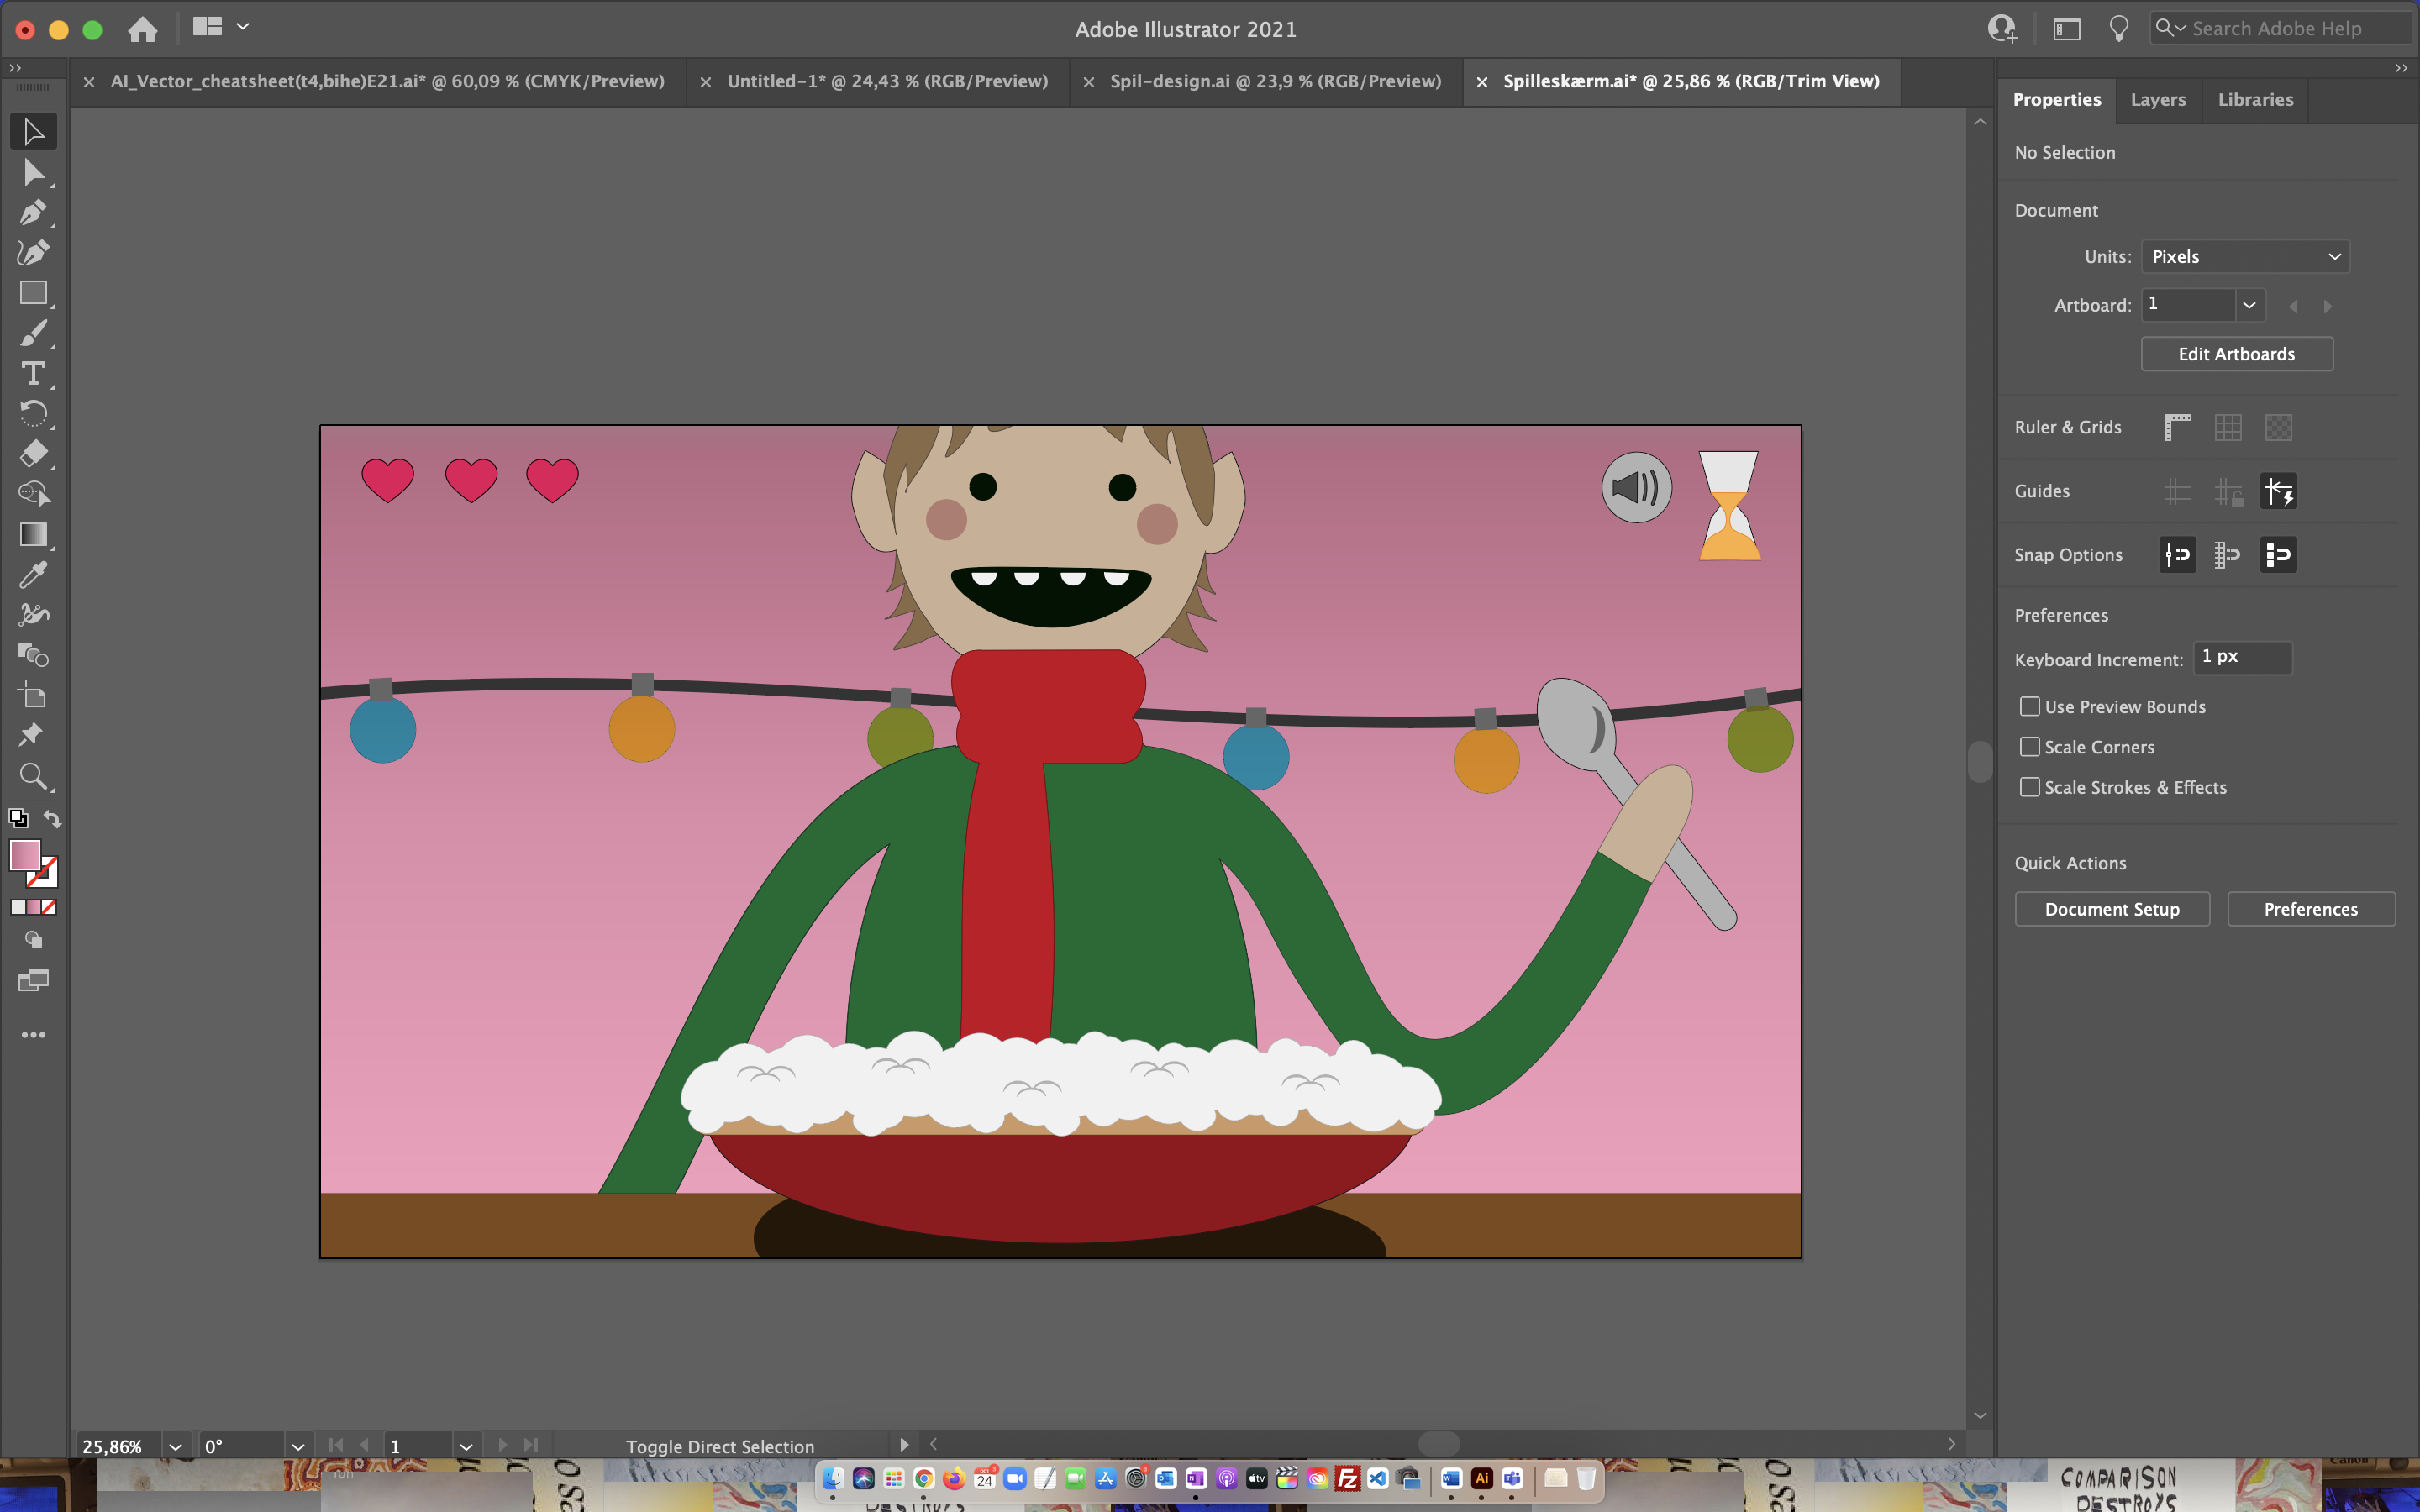 Adobe Illustrator 2021
Search Adobe Help
AI_Vector_cheatsheet(t4,bihe)E21.ai* @ 60,09 % (CMYK/Preview)
Untitled-1* @ 24,43 % (RGB/Preview)
Spil-design.ai @ 23,9 % (RGB/Preview)
Spilleskærm.ai* @ 25,86 % (RGB/Trim View)
Properties
Layers
Libraries
No Selection
Document
Units: Pixels
Artboard: 1
Edit Artboards
Ruler & Grids
Guides
Snap Options
Preferences
Keyboard Increment: 1 px
Use Preview Bounds
Scale Corners
Scale Strokes & Effects
Quick Actions
Document Setup
Preferences
25,86%
0°
1
Toggle Direct Selection
24
tv
Fz
W
Ai
COMPARISON
DESTROYS